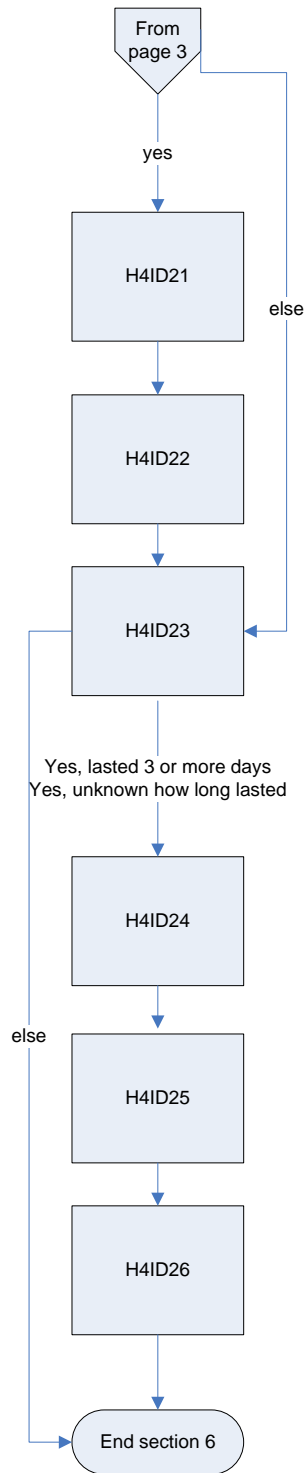 From
page 3
yes
H4ID21
else
H4ID22
H4ID23
Yes, lasted 3 or more days
Yes, unknown how long lasted
H4ID24
else
H4ID25
H4ID26
End section 6